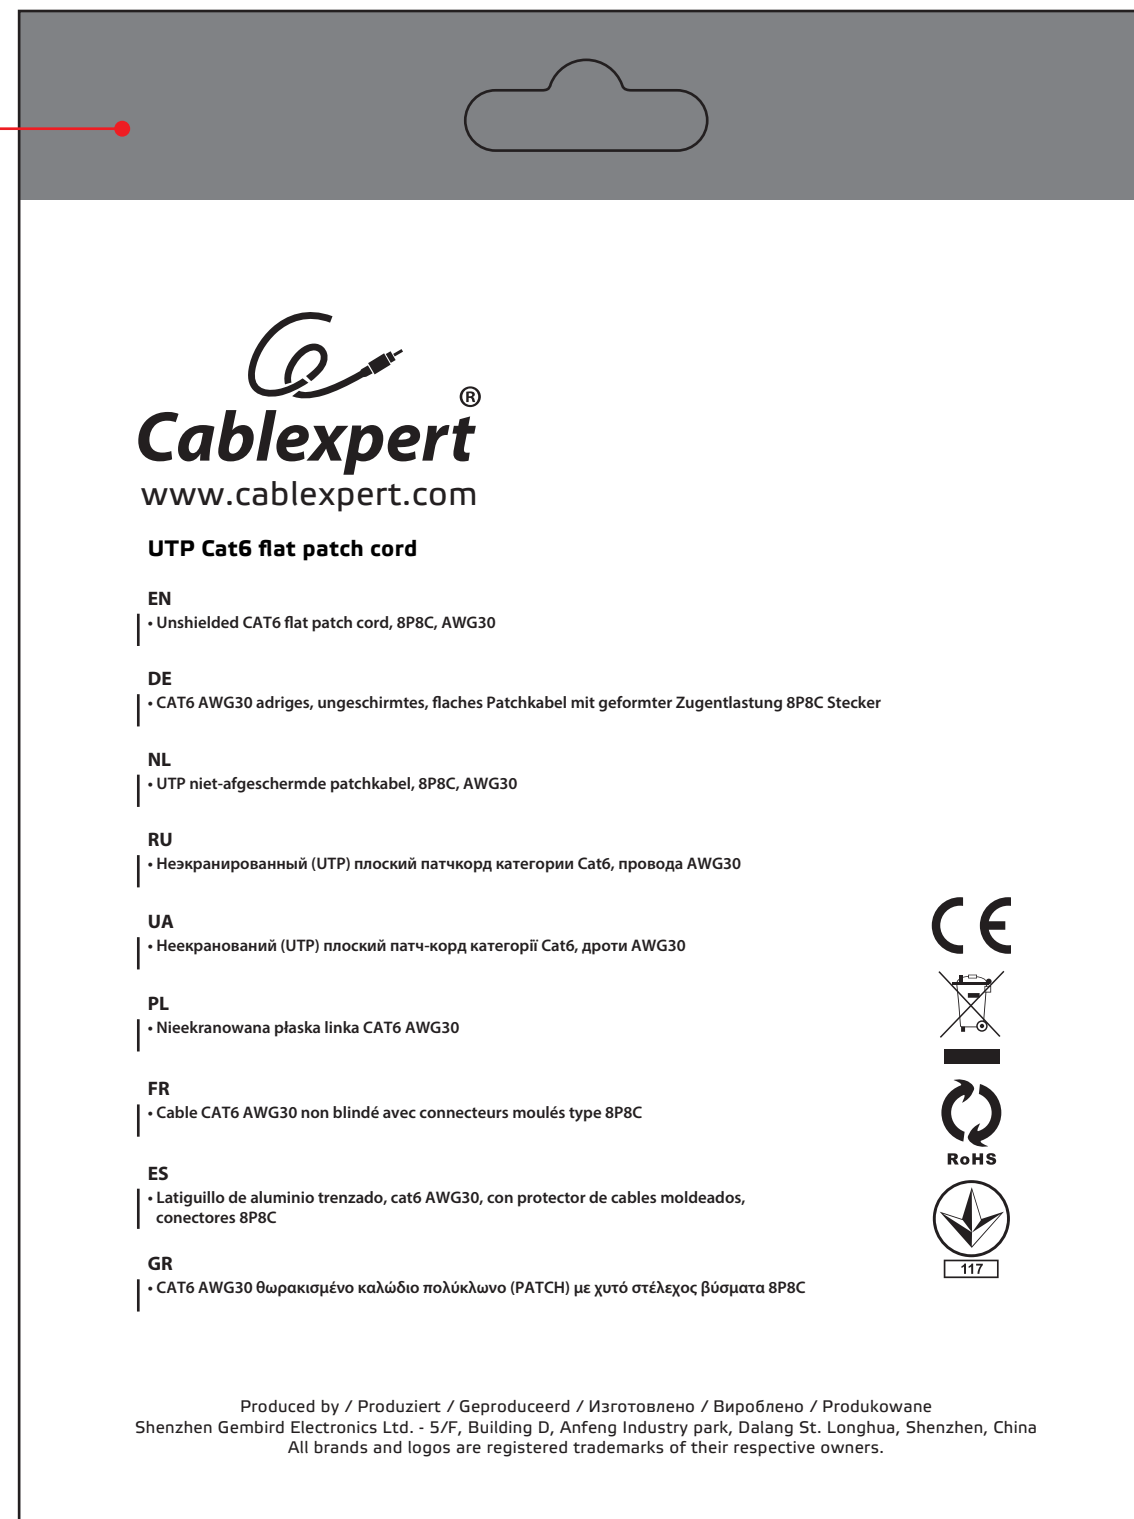 Cablexpert®
www.cablexpert.com
UTP Cat6 flat patch cord
EN
• Unshielded CAT6 flat patch cord, 8P8C, AWG30
DE
• CAT6 AWG30 adriges, ungeschirmtes, flaches Patchkabel mit geformter Zugentlastung 8P8C Stecker
NL
• UTP niet-afgeschermde patchkabel, 8P8C, AWG30
RU
• Неэкранированный (UTP) плоский патчкорд категории Cat6, провода AWG30
UA
• Неекранований (UTP) плоский патч-корд категорії Cat6, дроти AWG30
PL
• Nieekranowana płaska linka CAT6 AWG30
FR
• Cable CAT6 AWG30 non blindé avec connecteurs moulés type 8P8C
ES
• Latiguillo de aluminio trenzado, cat6 AWG30, con protector de cables moldeados,
conectores 8P8C
GR
• CAT6 AWG30 θωρακισμένο καλώδιο πολύκλωνο (PATCH) με χυτό στέλεχος βύσματα 8P8C
CE
RoHS
117
Produced by / Produziert / Geproduceerd / Изготовлено / Вироблено / Produkowane
Shenzhen Gembird Electronics Ltd. - 5/F, Building D, Anfeng Industry park, Dalang St. Longhua, Shenzhen, China
All brands and logos are registered trademarks of their respective owners.